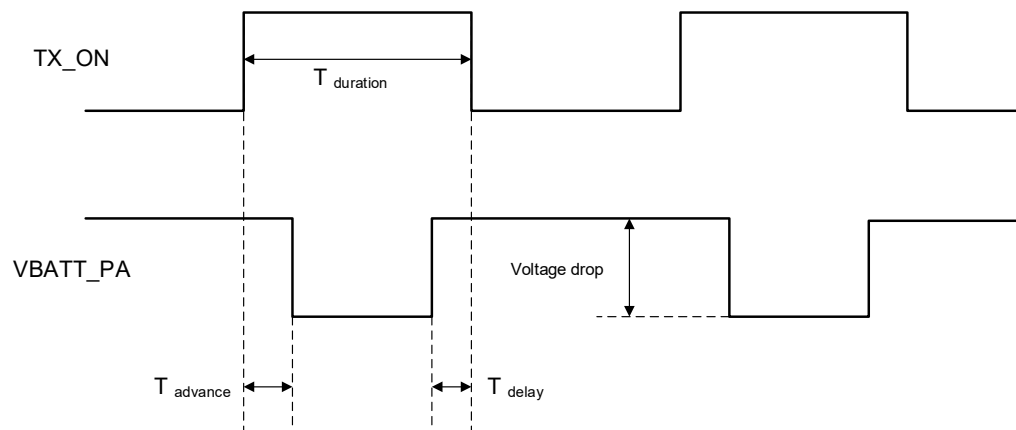 TX_ON
T duration
VBATT_PA
Voltage drop
T advance
T delay